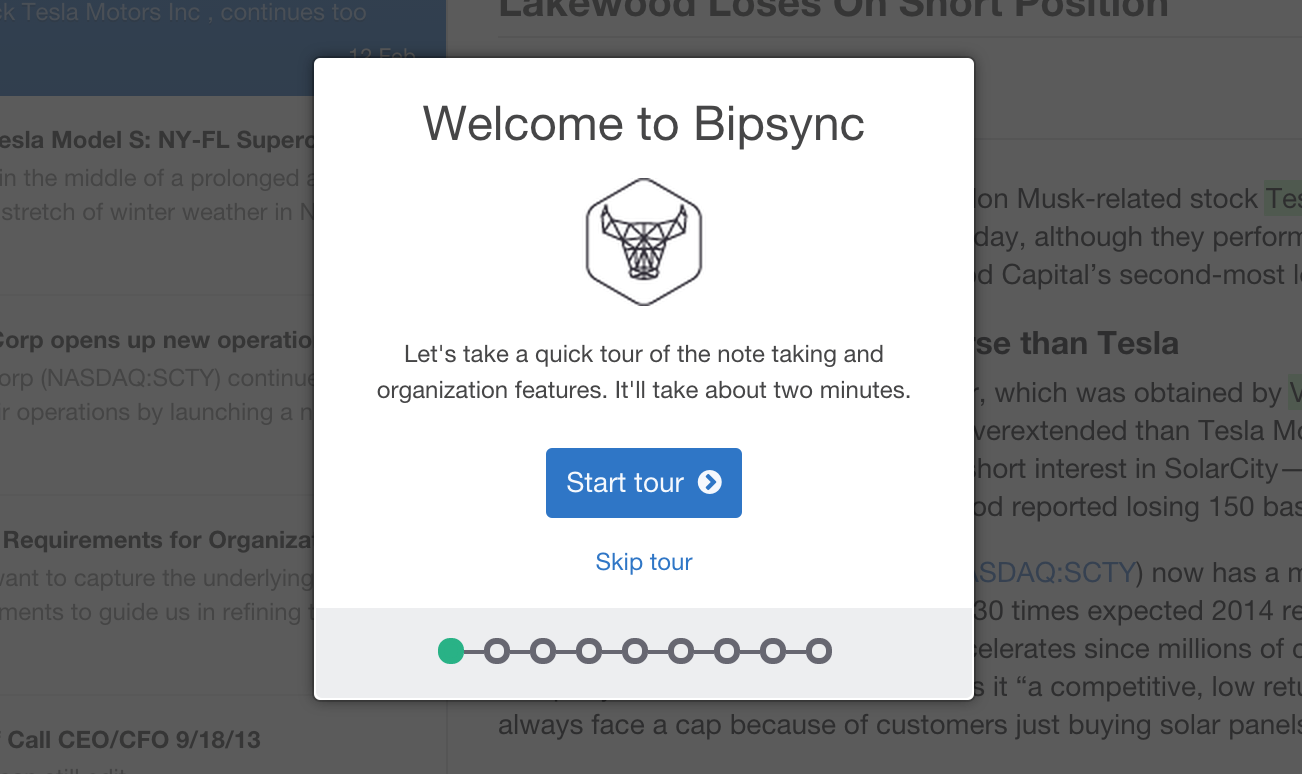 ck Tesla Motors Inc , continues too
12 Feb
esla Model S: NY-FL Superc
in the middle of a prolonged a
stretch of winter weather in N
Corp opens up new operatio
orp (NASDAQ:SCTY) continue
r operations by launching a n
Requirements for Organizat
want to capture the underlying
ments to guide us in refining t
Call CEO/CFO 9/18/13
Lakewood Loses On Short Position
Welcome to Bipsync
Let's take a quick tour of the note taking and
organization features. It'll take about two minutes.
Start tour
Skip tour
lon Musk-related stock Tes
day, although they perform
d Capital’s second-most l
rse than Tesla
r, which was obtained by V
verextended than Tesla Mo
short interest in SolarCity—
od reported losing 150 bas
ASDAQ:SCTY) now has a m
30 times expected 2014 re
celerates since millions of c
s it “a competitive, low retu
always face a cap because of customers just buying solar panels